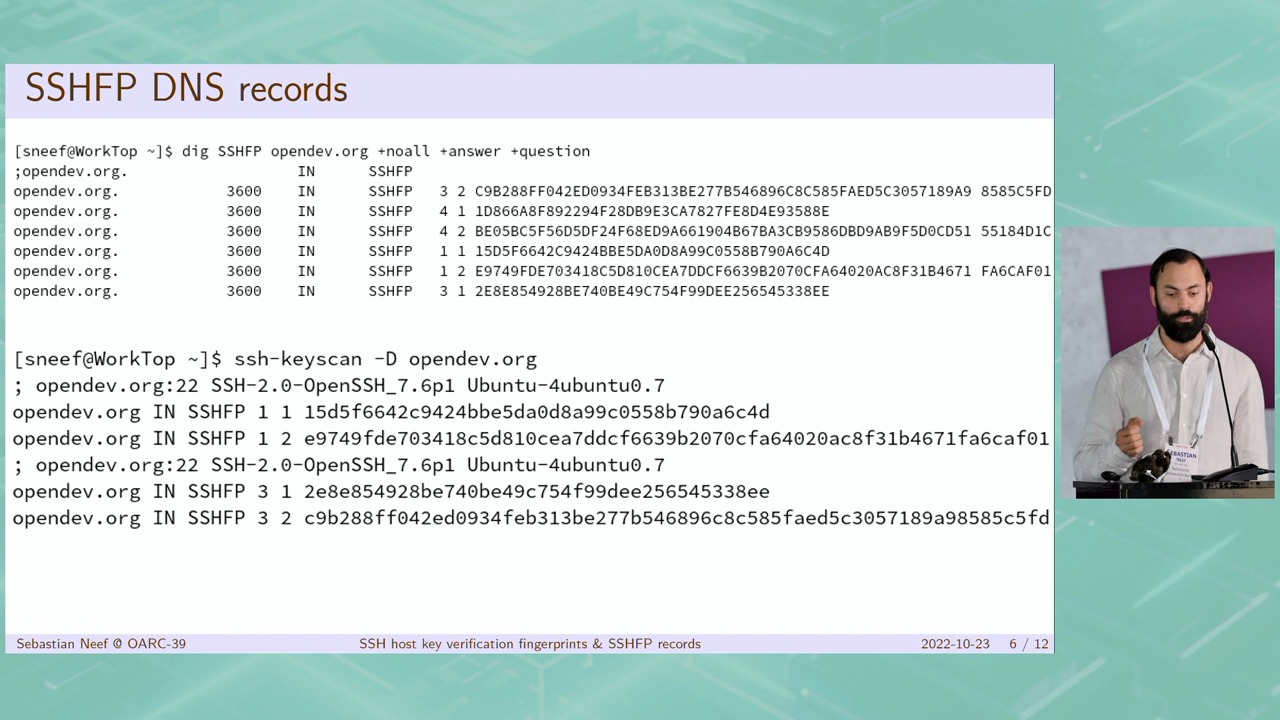 SSHFP DNS records
[sneef@WorkTop ~]$ dig SSHFP opendev.org +noall +answer +question
;opendev.org. IN SSHFP
opendev.org. 3600 IN SSHFP 3 2 C9B288FF042ED0934FEB313BE277B546896C8C585FAED5C3057189A9 8585C5FD
opendev.org. 3600 IN SSHFP 4 1 1D866A8F892294F28DB9E3CA7827FE8D4E93588E
opendev.org. 3600 IN SSHFP 4 2 BE05BC5F56D5DF24F68ED9A661904B67BA3CB9586DBD9AB9F5D0CD51 55184D1C
opendev.org. 3600 IN SSHFP 1 1 15D5F6642C9424BBE5DA0D8A99C0558B790A6C4D
opendev.org. 3600 IN SSHFP 1 2 E9749FDE703418C5D810CEA7DDCF6639B2070CFA64020AC8F31B4671 FA6CAF01
opendev.org. 3600 IN SSHFP 3 1 2E8E854928BE740BE49C754F99DEE256545338EE
[sneef@WorkTop ~]$ ssh-keyscan -D opendev.org
; opendev.org:22 SSH-2.0-OpenSSH_7.6p1 Ubuntu-4ubuntu0.7
opendev.org IN SSHFP 1 1 15d5f6642c9424bbe5da0d8a99c0558b790a6c4d
opendev.org IN SSHFP 1 2 e9749fde703418c5d810cea7ddcf6639b2070cfa64020ac8f31b4671fa6caf01
; opendev.org:22 SSH-2.0-OpenSSH_7.6p1 Ubuntu-4ubuntu0.7
opendev.org IN SSHFP 3 1 2e8e854928be740be49c754f99dee256545338ee
opendev.org IN SSHFP 3 2 c9b288ff042ed0934feb313be277b546896c8c585faed5c3057189a98585c5fd
Sebastian Neef @ OARC-39 SSH host key verification fingerprints & SSHFP records 2022-10-23 6 / 12
SEBASTIAN
Neef